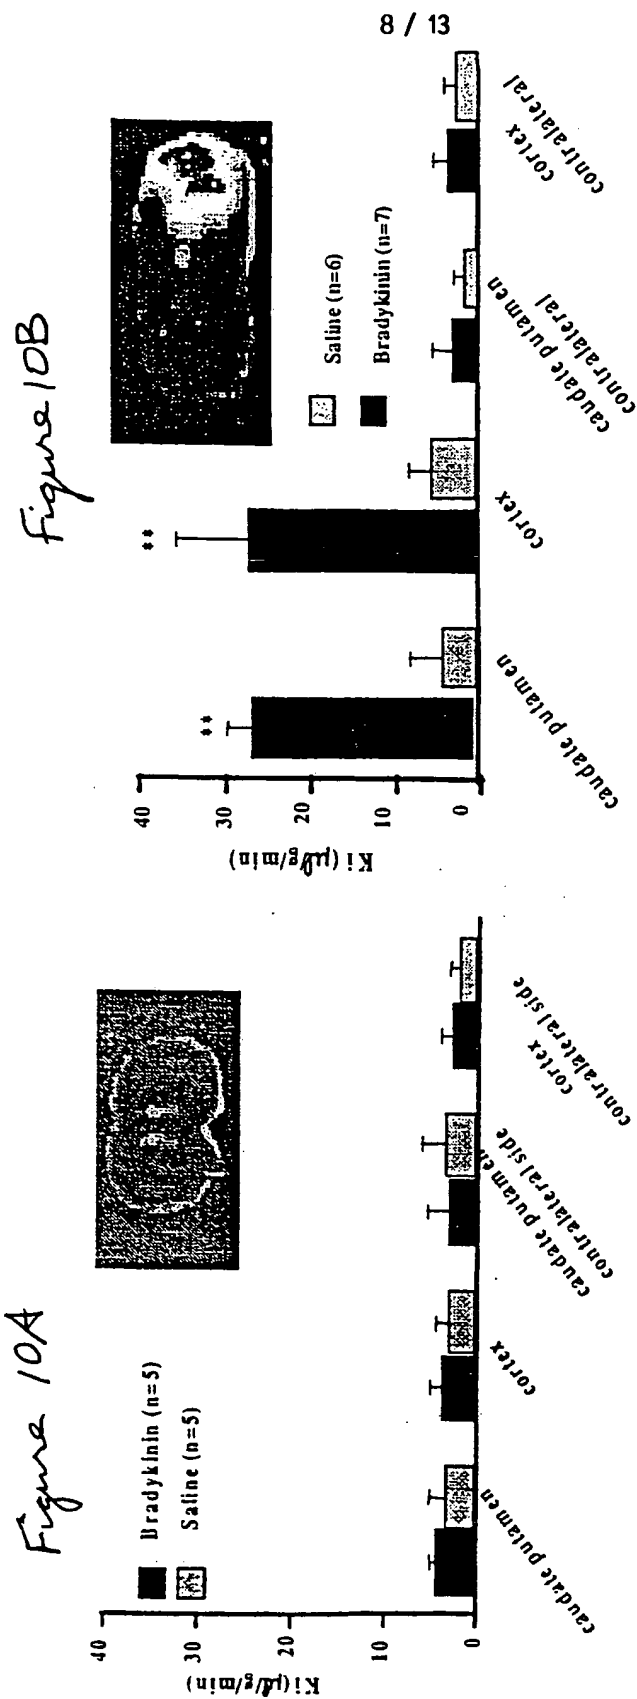 8 / 13
Figure 10A
Bradykinin (n=5)
Saline (n=5)
Ki (µl/g/min)
40
30
20
10
0
caudate putamen
cortex
caudate putamen
contralateral side
cortex
contralateral side
Figure 10B
Saline (n=6)
Bradykinin (n=7)
Ki (µl/g/min)
40
30
20
10
0
**
**
caudate putamen
cortex
caudate putamen
contralateral
cortex
contralateral